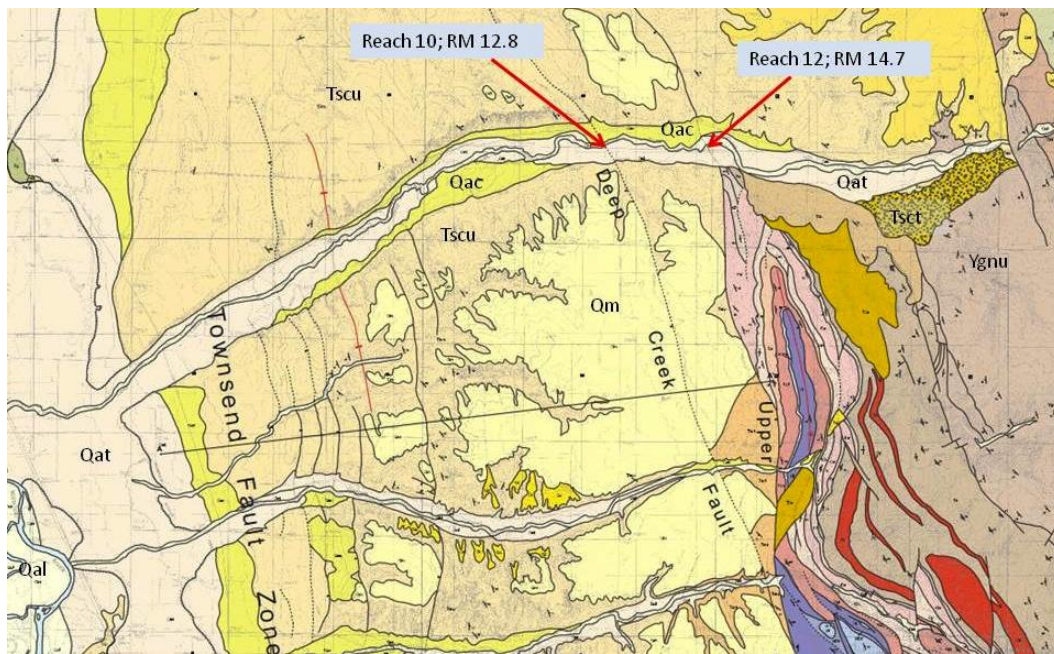 Reach 10; RM 12.8
Reach 12; RM 14.7
Tscu
Qac
Qac
Deep
Qat
Tsct
Tscu
Ygnu
Qm
Townsend
Creek
Upper
Qat
Fault
Fault
Qal
Zone